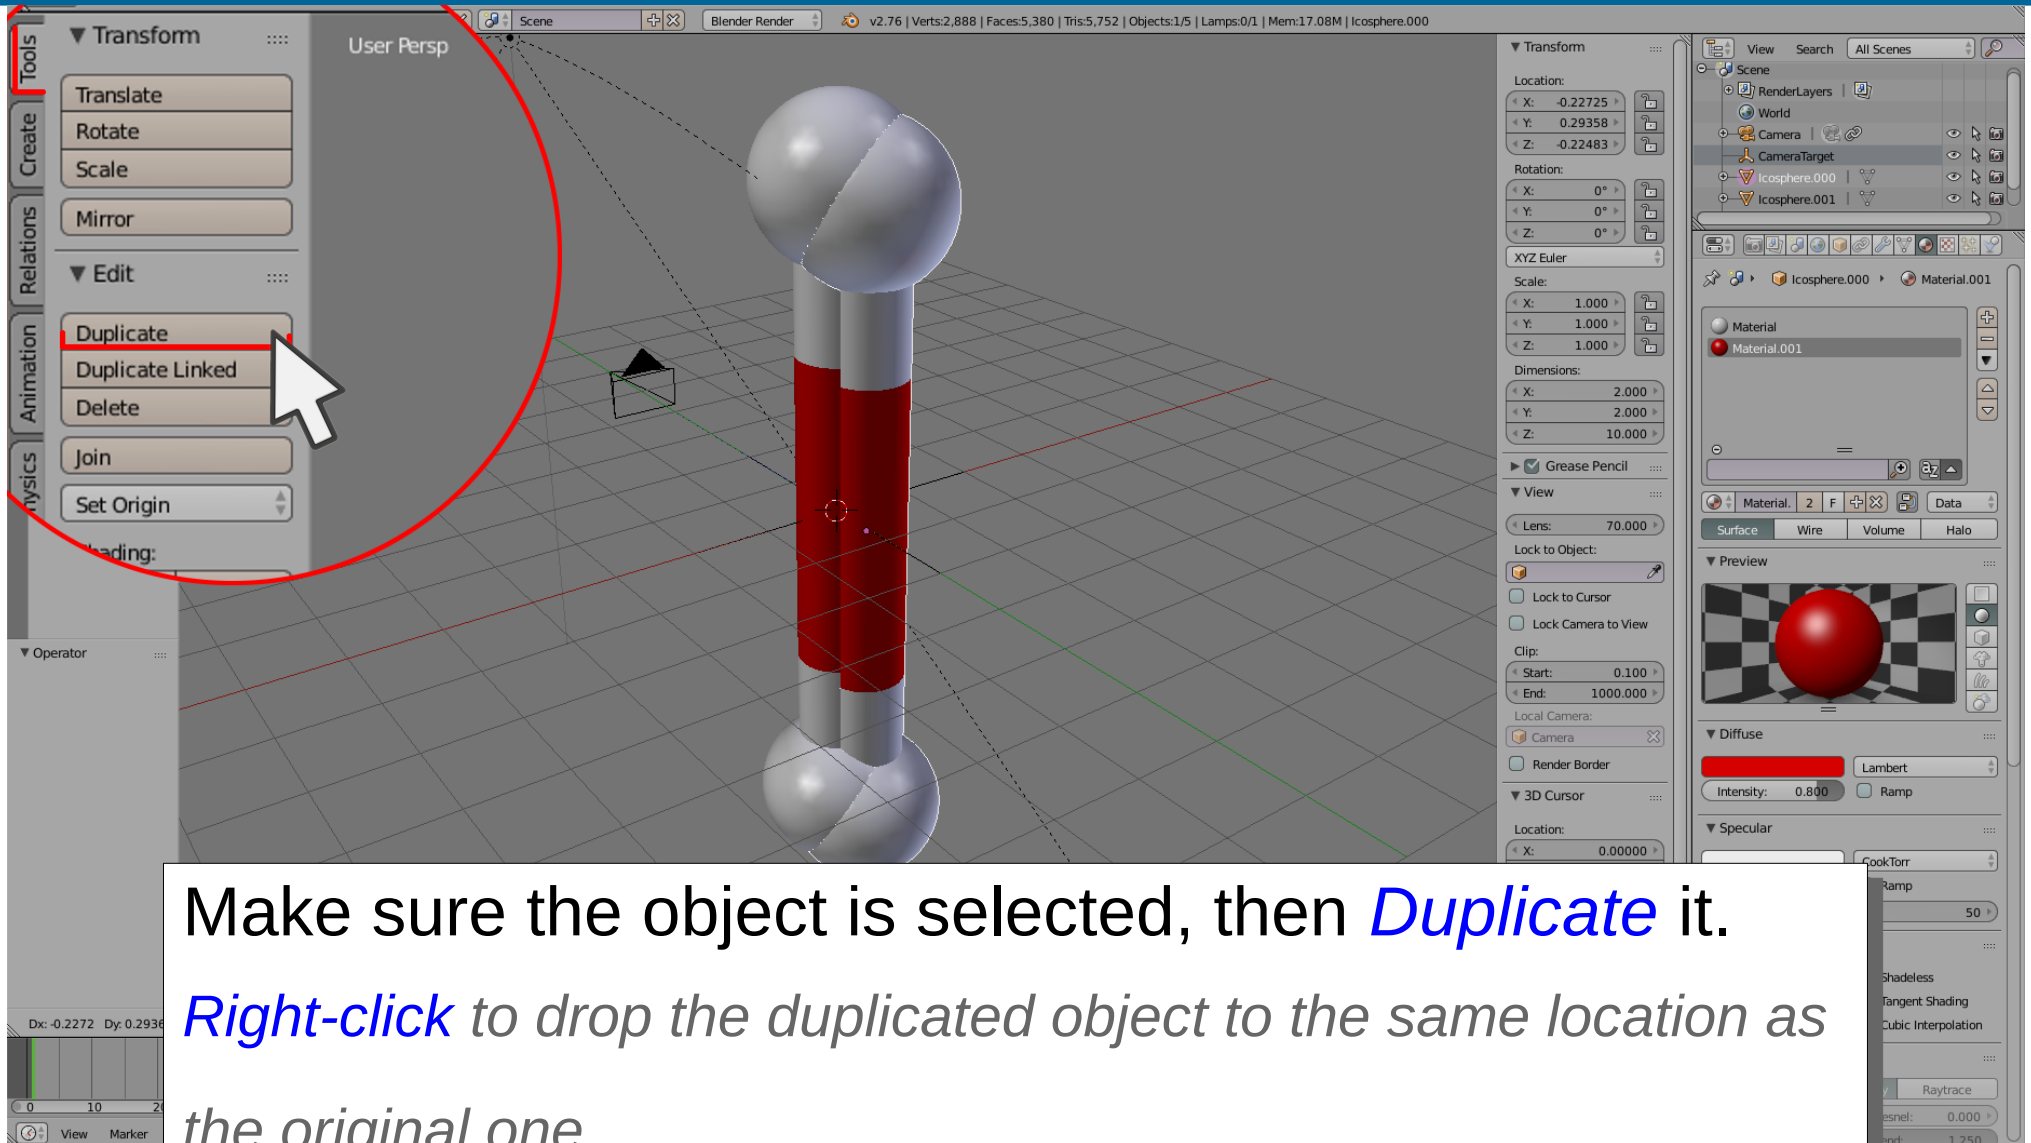 Scene
Blender Render
v2.76 | Verts:2,888 | Faces:5,380 | Tris:5,752 | Objects:1/5 | Lamps:0/1 | Mem:17.08M | Icosphere.000
Tools
Create
Relations
Animation
Transform
User Persp
Translate
Rotate
Scale
Mirror
Edit
Duplicate
Duplicate Linked
Delete
Join
Set Origin
Operator
Dx: -0.2272 Dy: 0.2936
0 10
View Marker
Transform
Location:
X: -0.22725
Y: 0.29358
Z: -0.22483
Rotation:
X: 0°
Y: 0°
Z: 0°
XYZ Euler
Scale:
X: 1.000
Y: 1.000
Z: 1.000
Dimensions:
X: 2.000
Y: 2.000
Z: 10.000
Grease Pencil
View
Lens: 70.000
Lock to Object:
Lock to Cursor
Lock Camera to View
Clip:
Start: 0.100
End: 1000.000
Local Camera:
Camera
Render Border
3D Cursor
Location:
X: 0.00000
View Search All Scenes
Scene
RenderLayers |
World
Camera |
CameraTarget
Icosphere.000 |
Icosphere.001 |
Icosphere.000 Material.001
Material
Material.001
Material. 2 F Data
Surface Wire Volume Halo
Preview
Diffuse
Lambert
Intensity: 0.800 Ramp
Specular
CookTorr
Ramp
50
Shadeless
Tangent Shading
Cubic Interpolation
Raytrace
0.000
1.250
Make sure the object is selected, then Duplicate it.
Right-click to drop the duplicated object to the same location as
the original one